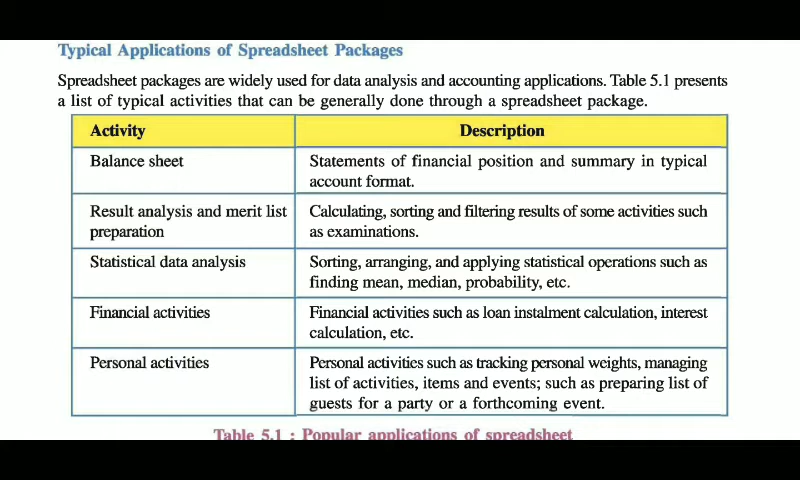 Typical Applications of Spreadsheet Packages
Spreadsheet packages are widely used for data analysis and accounting applications. Table 5.1 presents
a list of typical activities that can be generally done through a spreadsheet package.
Activity
Description
Balance sheet
Statements of financial position and summary in typical
account format.
Result analysis and merit list
preparation
Calculating, sorting and filtering results of some activities such
as examinations.
Statistical data analysis
Sorting, arranging, and applying statistical operations such as
finding mean, median, probability, etc.
Financial activities
Financial activities such as loan instalment calculation, interest
calculation, etc.
Personal activities
Personal activities such as tracking personal weights, managing
list of activities, items and events; such as preparing list of
guests for a party or a forthcoming event.
Table 5.1 : Popular applications of spreadsheet